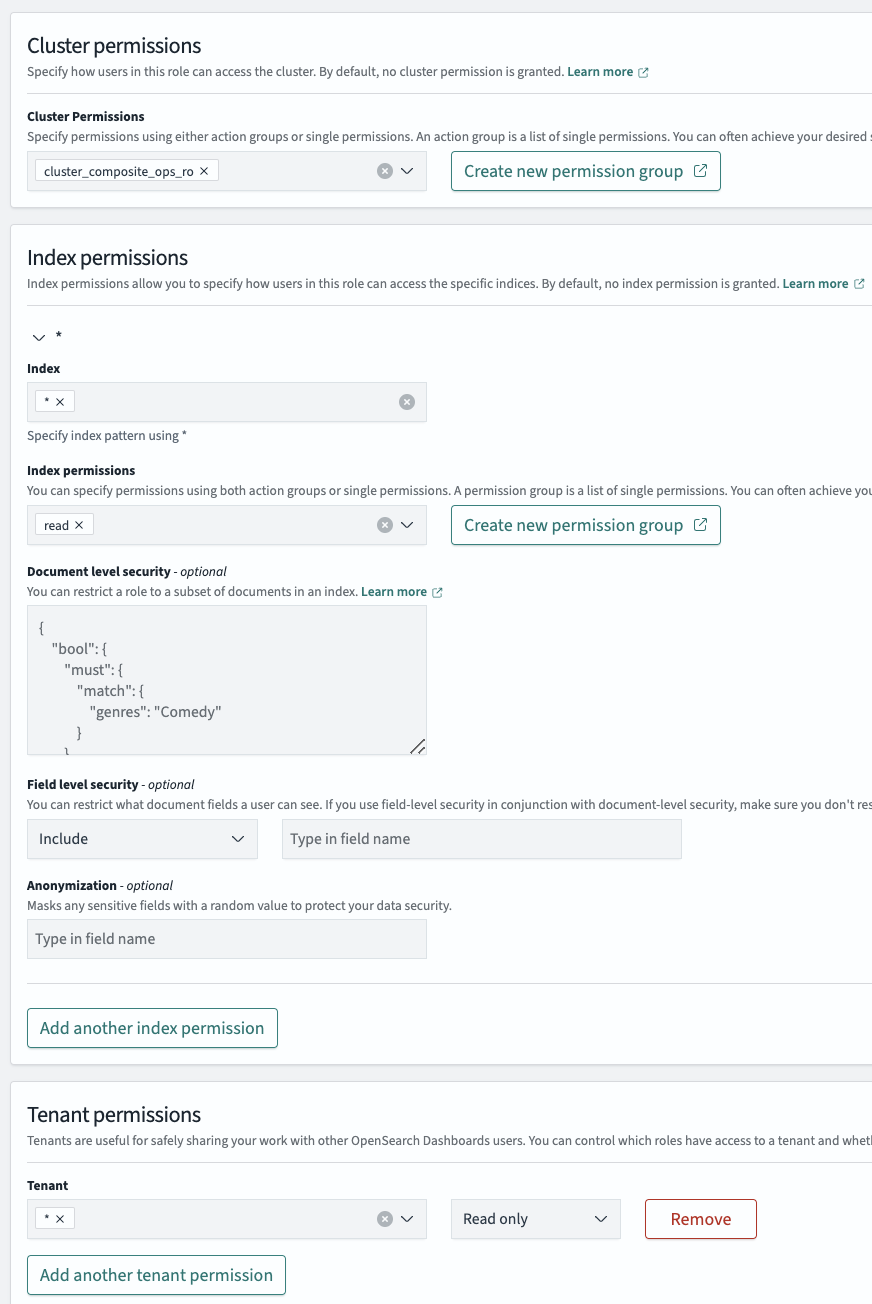 Cluster permissions
Specify how users in this role can access the cluster. By default, no cluster permission is granted. Learn more
Cluster Permissions
Specify permissions using either action groups or single permissions. An action group is a list of single permissions. You can often achieve your desired
cluster_composite_ops_ro
Create new permission group
Index permissions
Index permissions allow you to specify how users in this role can access the specific indices. By default, no index permission is granted. Learn more
*
Index
*
Specify index pattern using *
Index permissions
You can specify permissions using both action groups or single permissions. A permission group is a list of single permissions. You can often achieve
read
Create new permission group
Document level security - optional
You can restrict a role to a subset of documents in an index. Learn more
{
"bool": {
"must": {
"match": {
"genres": "Comedy"
}
}
Field level security - optional
You can restrict what document fields a user can see. If you use field-level security in conjunction with document-level security, make sure you don't
Include
Type in field name
Anonymization - optional
Masks any sensitive fields with a random value to protect your data security.
Type in field name
Add another index permission
Tenant permissions
Tenants are useful for safely sharing your work with other OpenSearch Dashboards users. You can control which roles have access to a tenant and
Tenant
*
Read only
Remove
Add another tenant permission